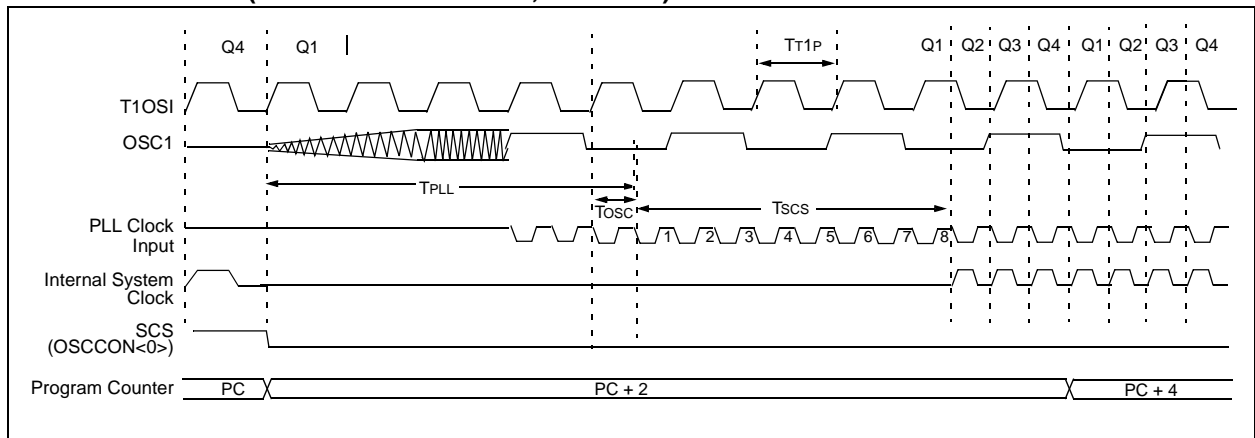 Q4 Q1 TT1P Q1 Q2 Q3 Q4 Q1 Q2 Q3 Q4
T1OSI
OSC1
TPLL
TOSC TSCS
PLL Clock
Input
1 2 3 4 5 6 7 8
Internal System
Clock
SCS
(OSCCON<0>)
Program Counter PC PC + 2 PC + 4